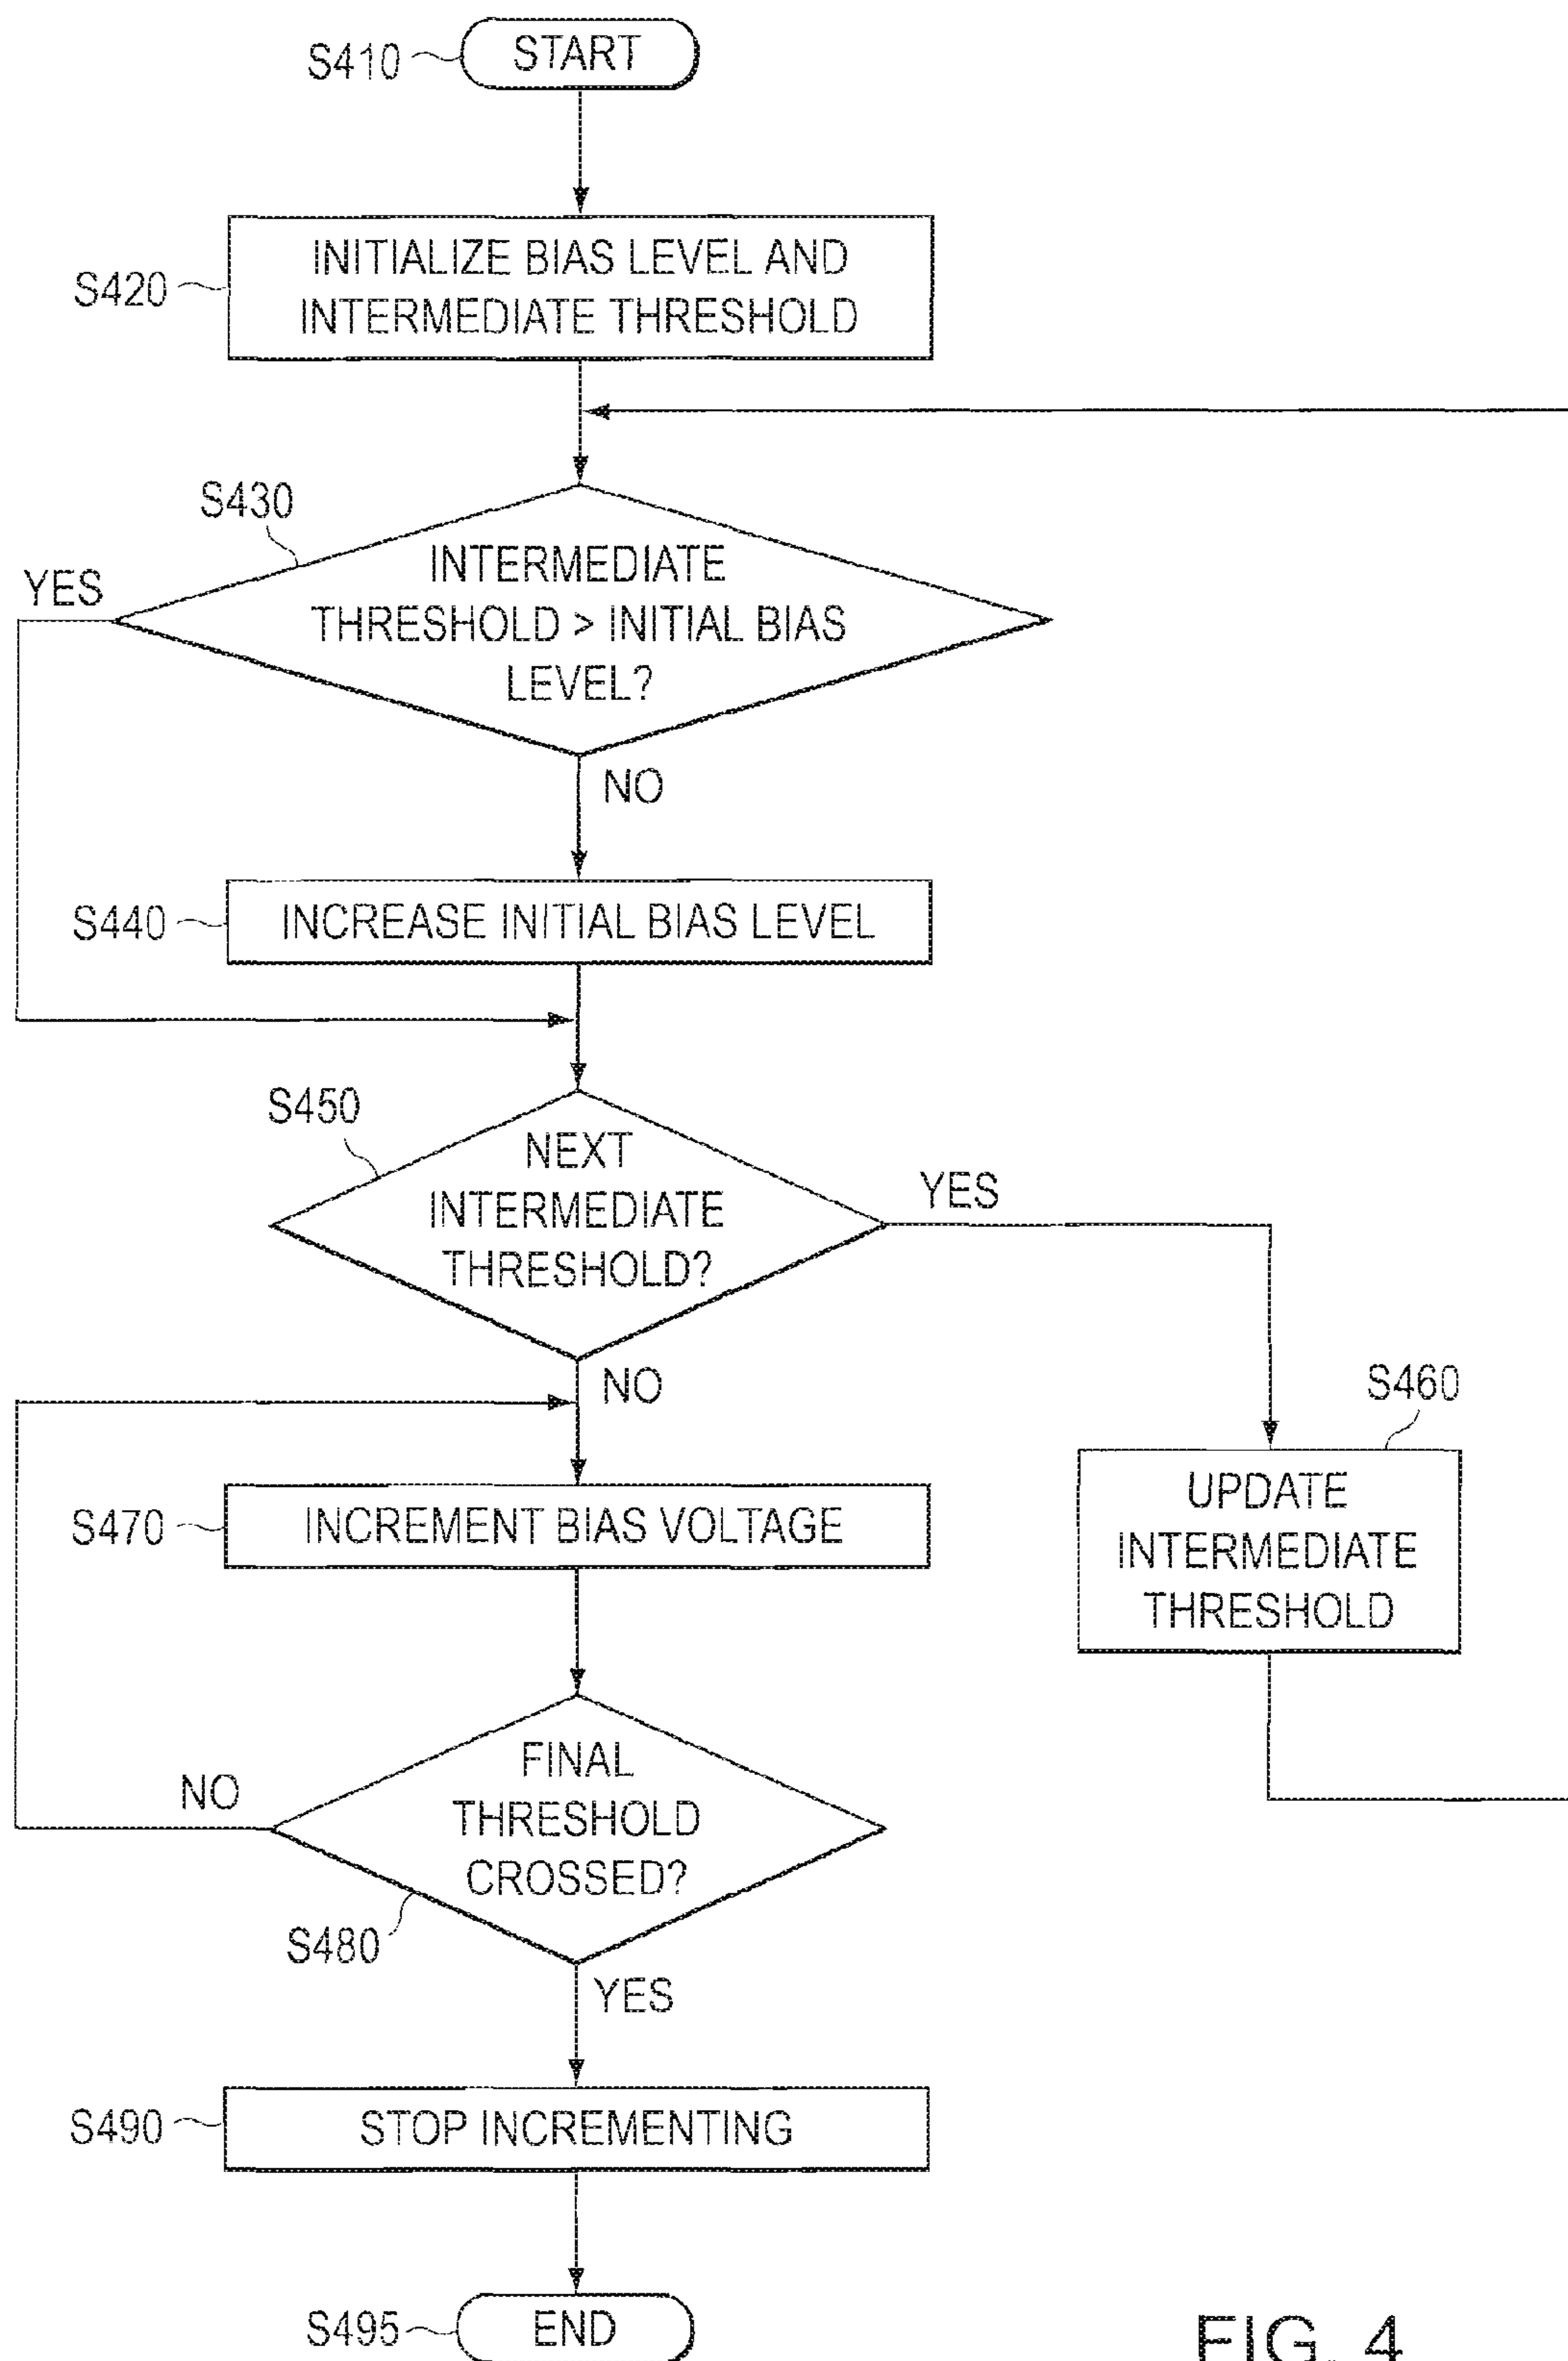 S410
START
S420
INITIALIZE BIAS LEVEL AND
INTERMEDIATE THRESHOLD
S430
YES
INTERMEDIATE
THRESHOLD > INITIAL BIAS
LEVEL?
NO
S440
INCREASE INITIAL BIAS LEVEL
S450
NEXT
INTERMEDIATE
THRESHOLD?
YES
NO
S460
UPDATE
INTERMEDIATE
THRESHOLD
S470
INCREMENT BIAS VOLTAGE
FINAL
THRESHOLD
CROSSED?
NO
S480
YES
S490
STOP INCREMENTING
S495
END
FIG. 4